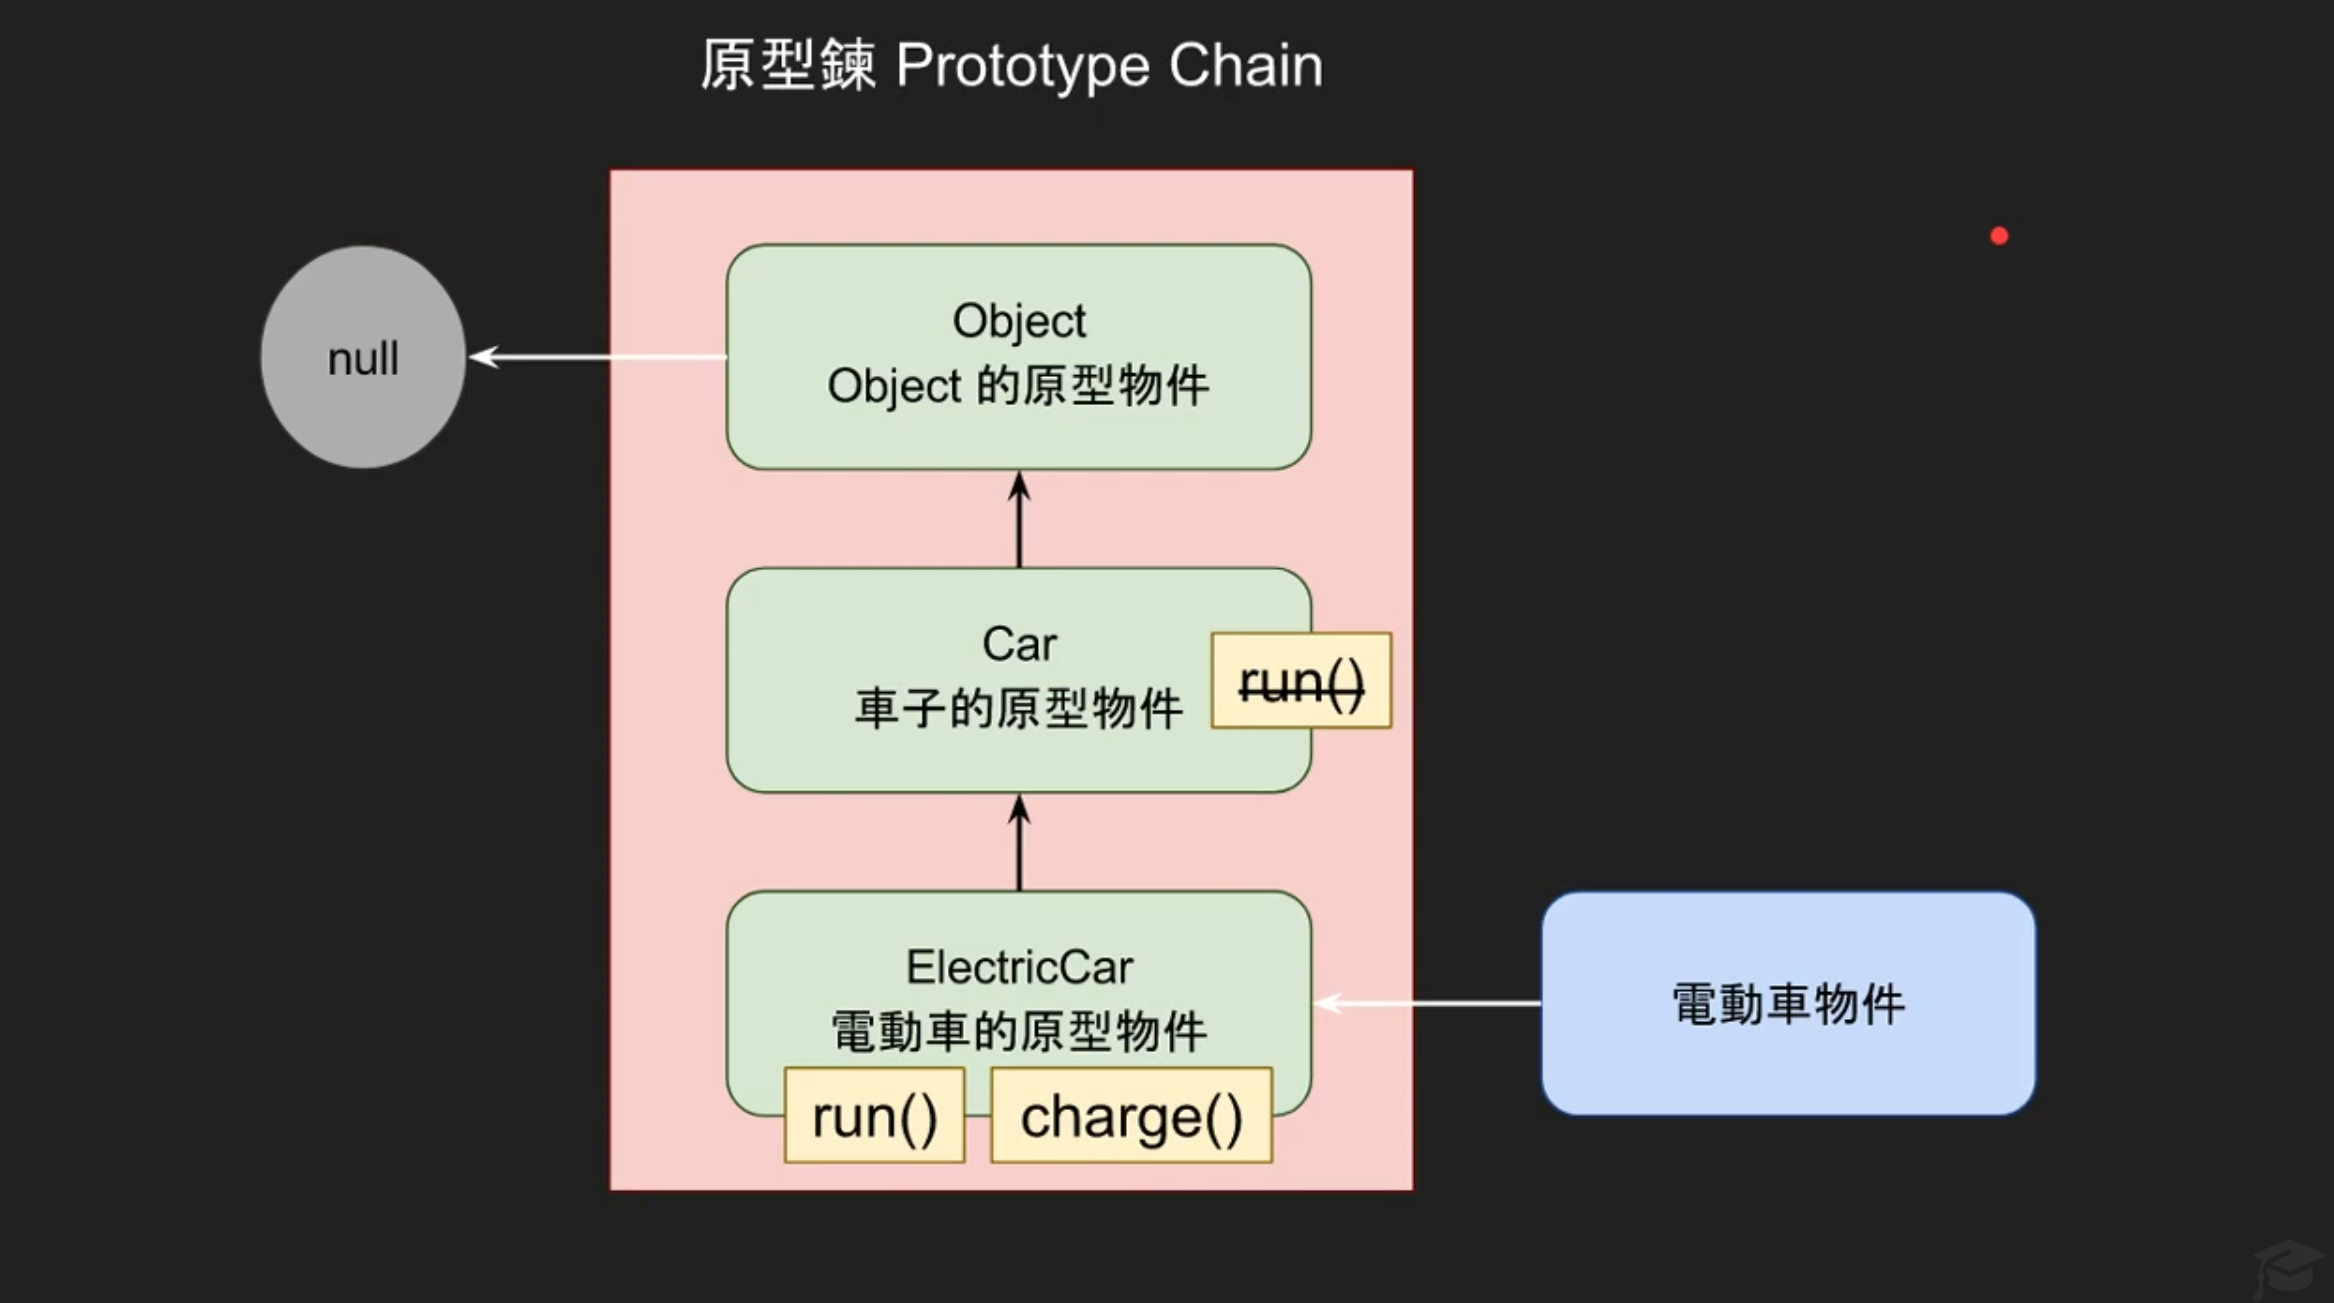 原型鍊 Prototype Chain
null
Object
Object 的原型物件
Car
車子的原型物件
run()
ElectricCar
電動車的原型物件
run()
charge()
電動車物件